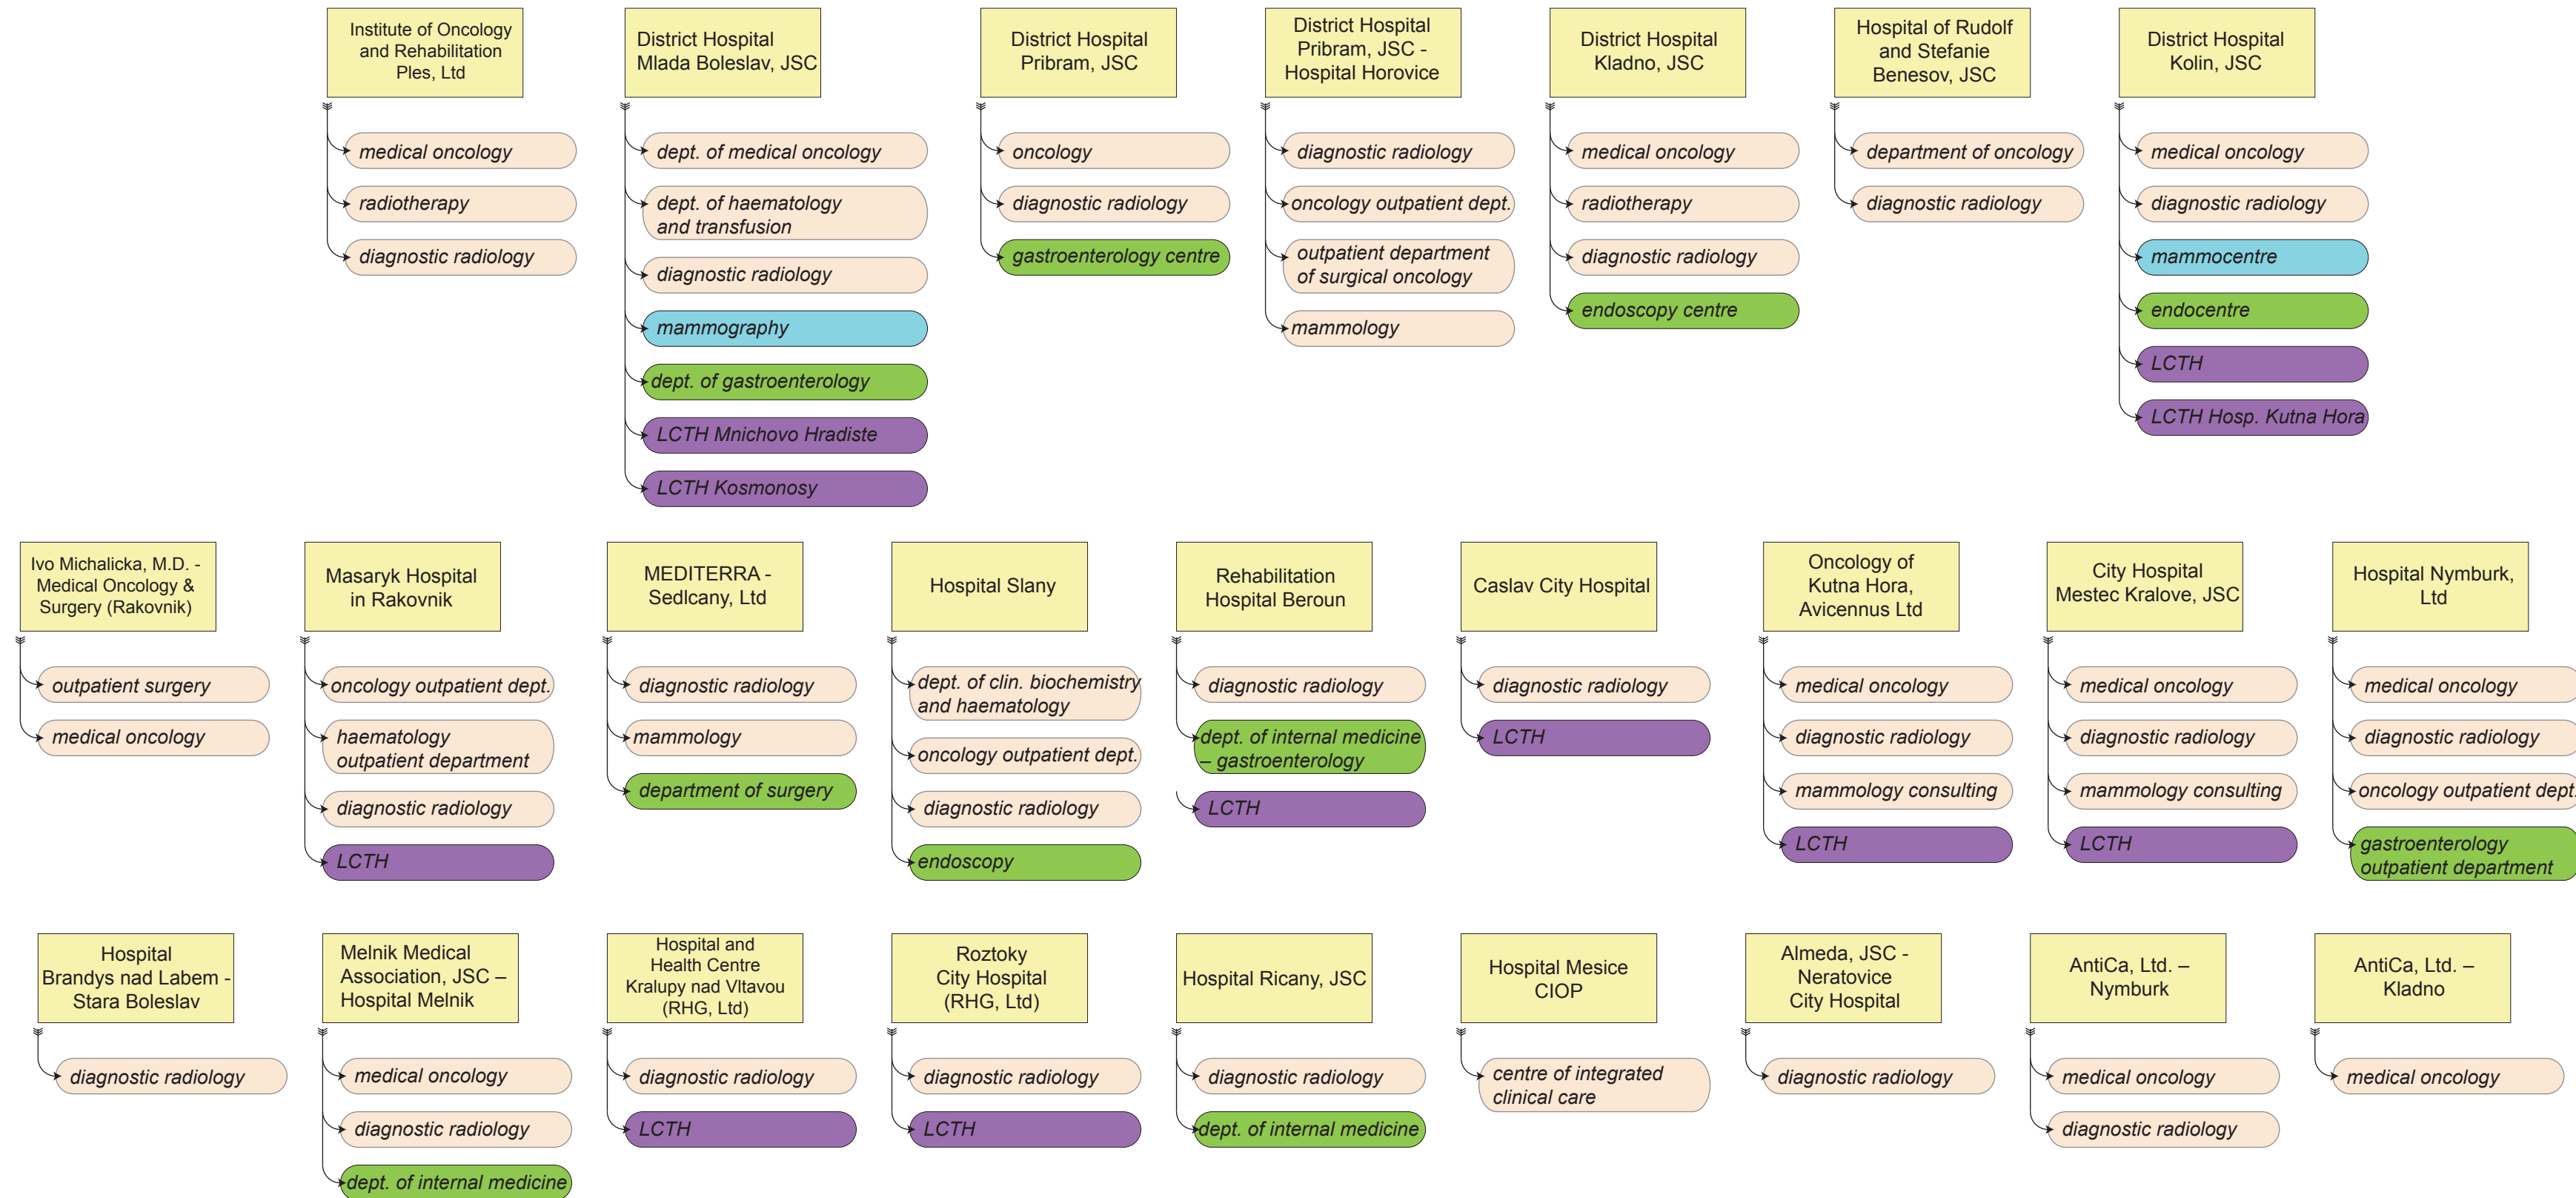 Institute of Oncology
and Rehabilitation
Ples, Ltd
medical oncology
radiotherapy
diagnostic radiology
District Hospital
Mlada Boleslav, JSC
dept. of medical oncology
dept. of haematology
and transfusion
diagnostic radiology
mammography
dept. of gastroenterology
LCTH Mnichovo Hradiste
LCTH Kosmonosy
District Hospital
Pribram, JSC
oncology
diagnostic radiology
gastroenterology centre
District Hospital
Pribram, JSC -
Hospital Horovice
diagnostic radiology
oncology outpatient dept.
outpatient department
of surgical oncology
mammology
District Hospital
Kladno, JSC
medical oncology
radiotherapy
diagnostic radiology
endoscopy centre
Hospital of Rudolf
and Stefanie
Benesov, JSC
department of oncology
diagnostic radiology
District Hospital
Kolin, JSC
medical oncology
diagnostic radiology
mammocentre
endocentre
LCTH
LCTH Hosp. Kutna Hora
Ivo Michalicka, M.D. -
Medical Oncology &
Surgery (Rakovnik)
outpatient surgery
medical oncology
Masaryk Hospital
in Rakovnik
oncology outpatient dept.
haematology
outpatient department
diagnostic radiology
LCTH
MEDITERRA -
Sedlcany, Ltd
diagnostic radiology
mammology
department of surgery
Hospital Slany
dept. of clin. biochemistry
and haematology
oncology outpatient dept.
diagnostic radiology
endoscopy
Rehabilitation
Hospital Beroun
diagnostic radiology
dept. of internal medicine
– gastroenterology
LCTH
Caslav City Hospital
diagnostic radiology
LCTH
Oncology of
Kutna Hora,
Avicennus Ltd
medical oncology
diagnostic radiology
mammology consulting
LCTH
City Hospital
Mestec Kralove, JSC
medical oncology
diagnostic radiology
mammology consulting
LCTH
Hospital Nymburk,
Ltd
medical oncology
diagnostic radiology
oncology outpatient dept.
gastroenterology
outpatient department
Hospital
Brandys nad Labem -
Stara Boleslav
diagnostic radiology
Melnik Medical
Association, JSC –
Hospital Melnik
medical oncology
diagnostic radiology
dept. of internal medicine
Hospital and
Health Centre
Kralupy nad Vltavou
(RHG, Ltd)
diagnostic radiology
LCTH
Roztoky
City Hospital
(RHG, Ltd)
diagnostic radiology
LCTH
Hospital Ricany, JSC
diagnostic radiology
dept. of internal medicine
Hospital Mesice
CIOP
centre of integrated
clinical care
Almeda, JSC -
Neratovice
City Hospital
diagnostic radiology
AntiCa, Ltd. –
Nymburk
medical oncology
diagnostic radiology
AntiCa, Ltd. –
Kladno
medical oncology